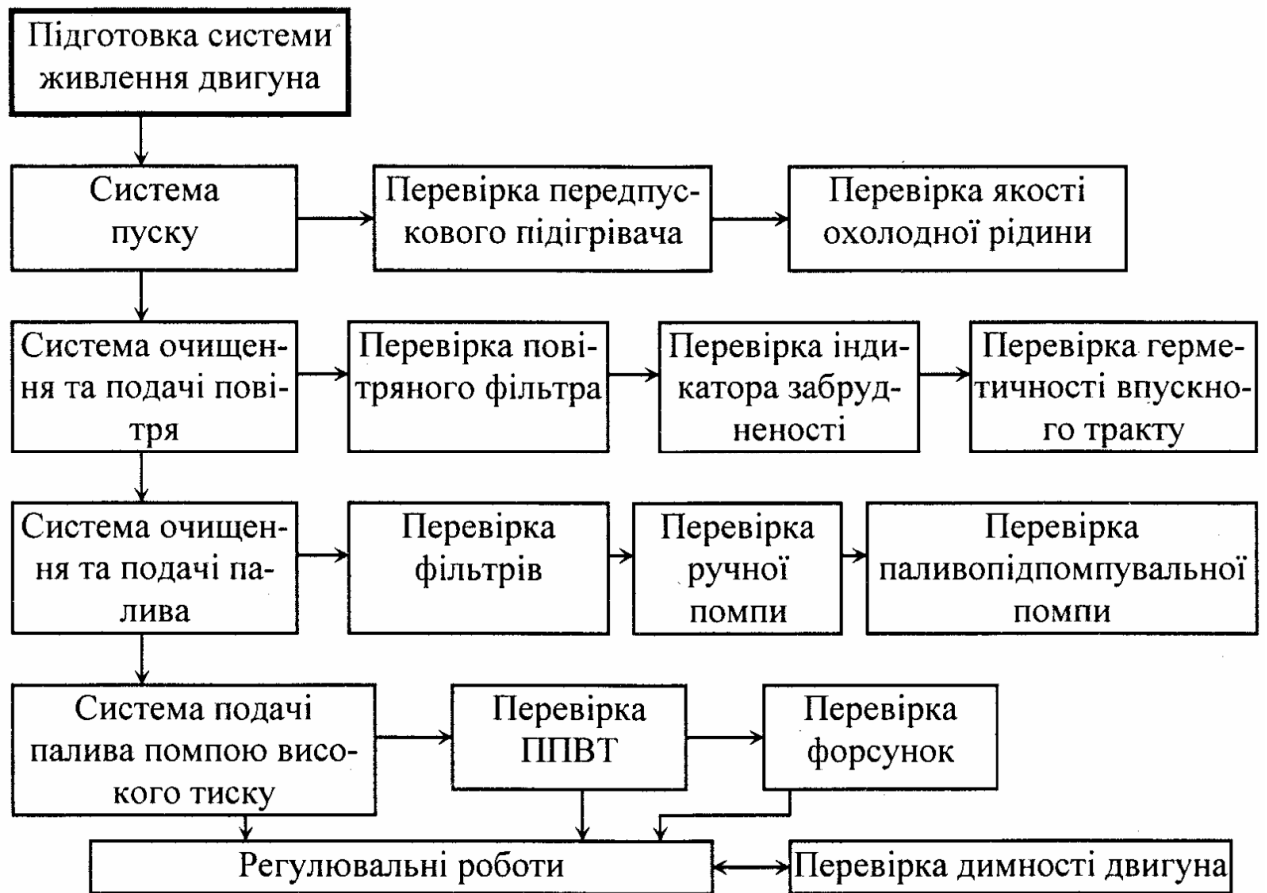 Підготовка системи
живлення двигуна
Система
пуску
Перевірка передпус-
кового підігрівача
Перевірка якості
охолодної рідини
Система очищен-
ня та подачі пові-
тря
Перевірка пові-
тряного фільтра
Перевірка інди-
катора забруд-
неності
Перевірка герме-
тичності впускно-
го тракту
Система очищен-
ня та подачі па-
лива
Перевірка
фільтрів
Перевірка
ручної
помпи
Перевірка
паливопідпомпувальної
помпи
Система подачі
палива помпою висо-
кого тиску
Перевірка
ППВТ
Перевірка
форсунок
Регулювальні роботи
Перевірка димності двигуна